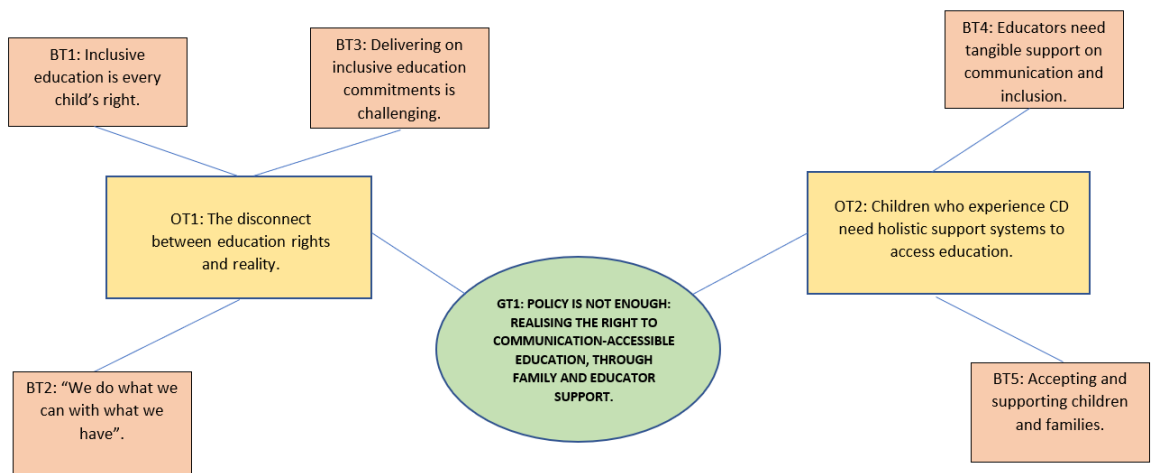 BT1: Inclusive
education is every
child’s right.
BT3: Delivering on
inclusive education
commitments is
challenging.
BT4: Educators need
tangible support on
communication and
inclusion.
OT1: The disconnect
between education rights
and reality.
OT2: Children who experience CD
need holistic support systems to
access education.
GT1: POLICY IS NOT ENOUGH:
REALISING THE RIGHT TO
COMMUNICATION-ACCESSIBLE
EDUCATION, THROUGH
FAMILY AND EDUCATOR
SUPPORT.
BT2: “We do what we
can with what we
have”.
BT5: Accepting and
supporting children
and families.